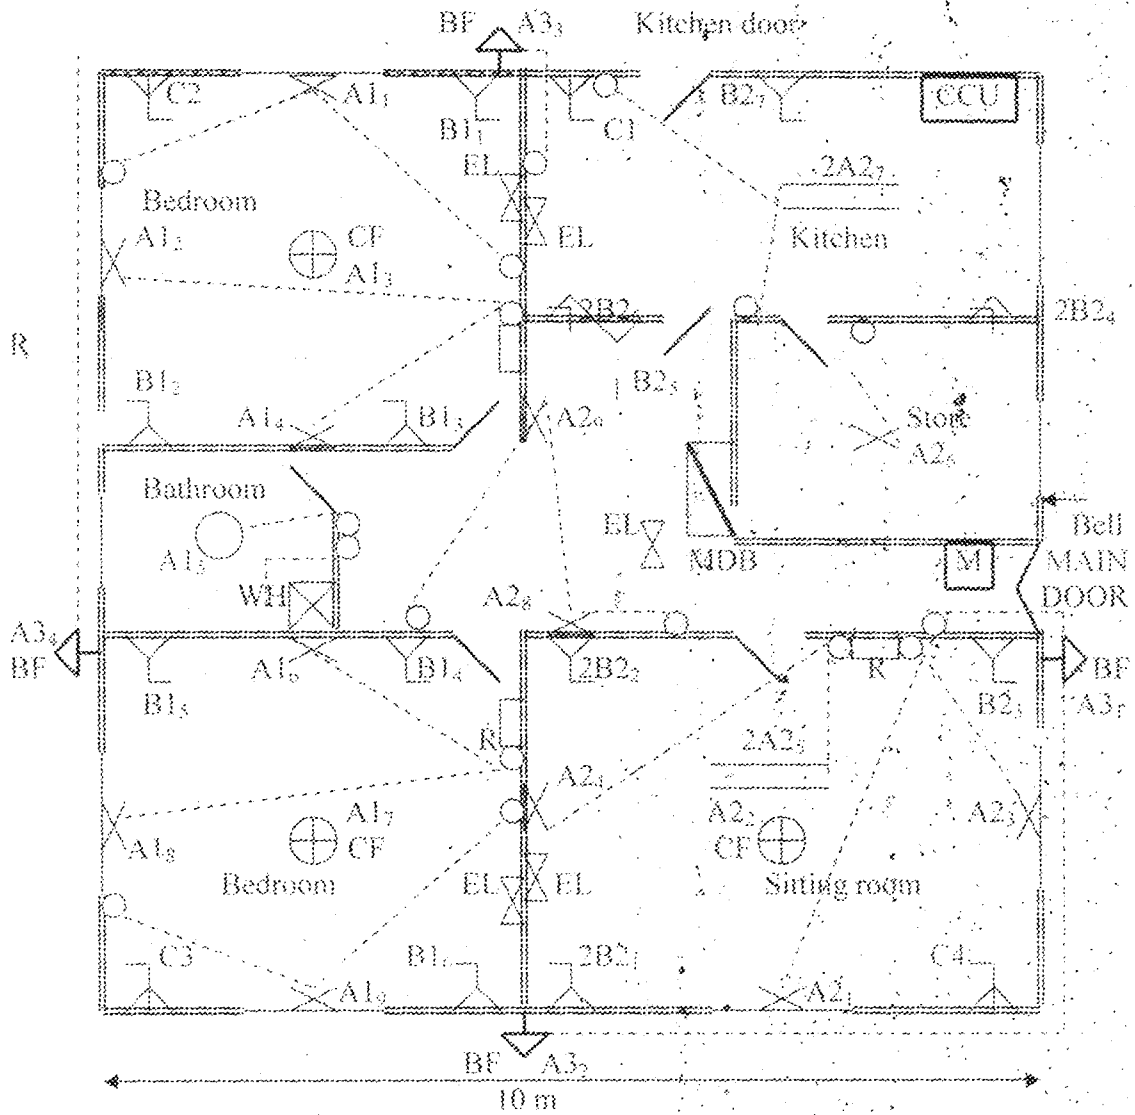 BF A3₃ Kitchen door
C2 A1₁ B1₁ C1 B2₇ CCU
EL 2A2₇
Bedroom
A1₂ CF EL Kitchen
A1₃
2B2 2B2₄
R
B1₂ B2₅
A1₄ B1₃ A2₆ Store
A2₆
Bathroom
EL Bell
A1₅ MDB M MAIN
WH A2₈ DOOR
A3₄
BF A1₆ B1₄ 2B2₂ R BF
B1₅ B2₃ A3₁
R 2A2₅
A2₄
A1₇ A2₂ A2₃
A1₈ CF CF
Bedroom EL EL Sitting room
C3 B1₆ 2B2₁ C4
A1₉ A2₁
BF A3₂
10 m